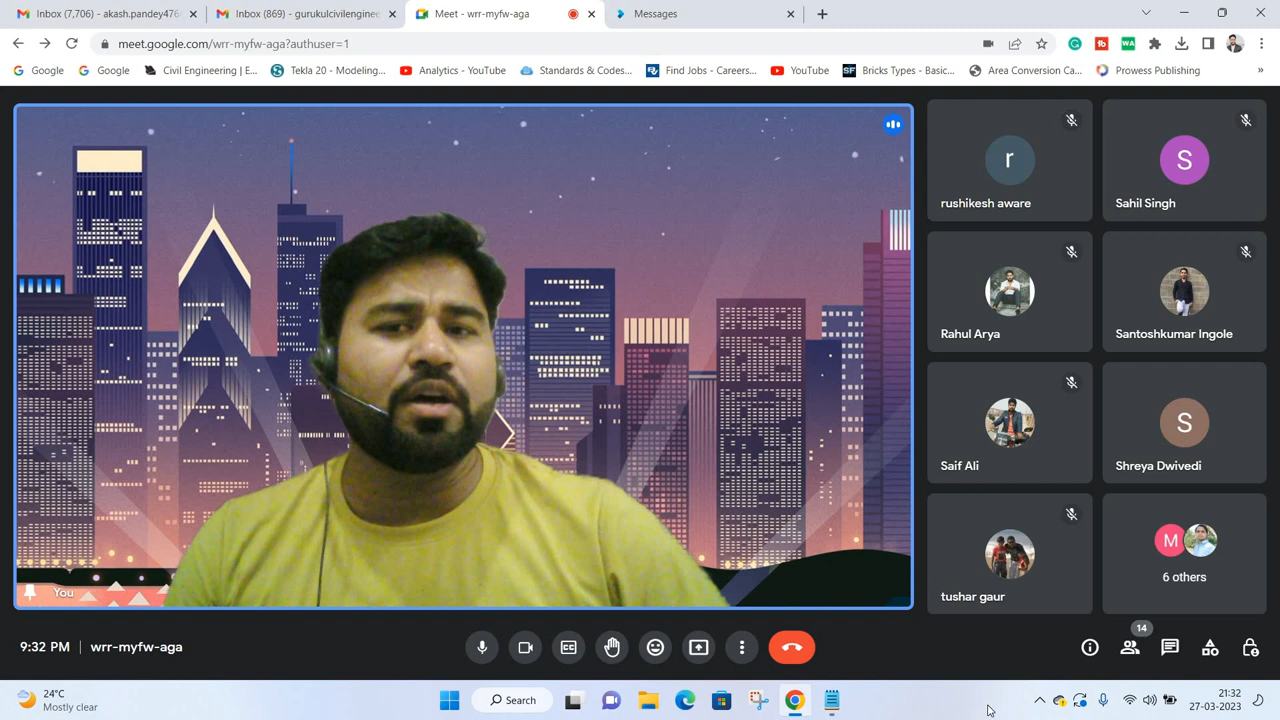 Inbox (7,706) - akash.pandey476
Inbox (869) - gurukulcivilenginee
Meet - wrr-myfw-aga
Messages
meet.google.com/wrr-myfw-aga?authuser=1
Google
Google
Civil Engineering | E...
Tekla 20 - Modeling...
Analytics - YouTube
Standards & Codes...
Find Jobs - Careers...
YouTube
SF
Bricks Types - Basic...
Area Conversion Ca...
Prowess Publishing
»
tb
WA
r
rushikesh aware
S
Sahil Singh
Rahul Arya
Santoshkumar Ingole
Saif Ali
S
Shreya Dwivedi
tushar gaur
M
6 others
You
9:32 PM | wrr-myfw-aga
14
24°C
Mostly clear
Search
21:32
27-03-2023